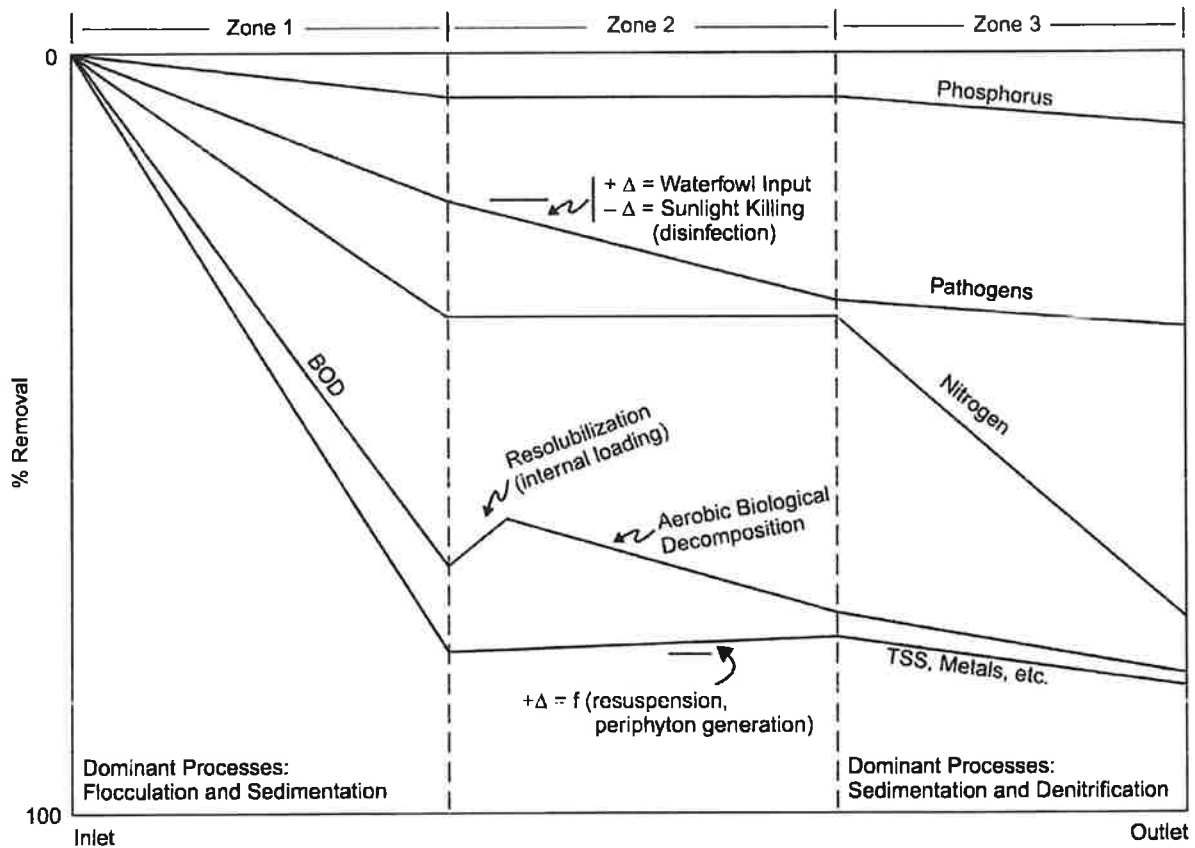 Zone 1
Zone 2
Zone 3
0
Phosphorus
+ Δ = Waterfowl Input
– Δ = Sunlight Killing
(disinfection)
Pathogens
BOD
Nitrogen
% Removal
Resolubilization
(internal loading)
Aerobic Biological
Decomposition
TSS, Metals, etc.
+Δ = f (resuspension,
periphyton generation)
Dominant Processes:
Flocculation and Sedimentation
Dominant Processes:
Sedimentation and Denitrification
100
Inlet
Outlet